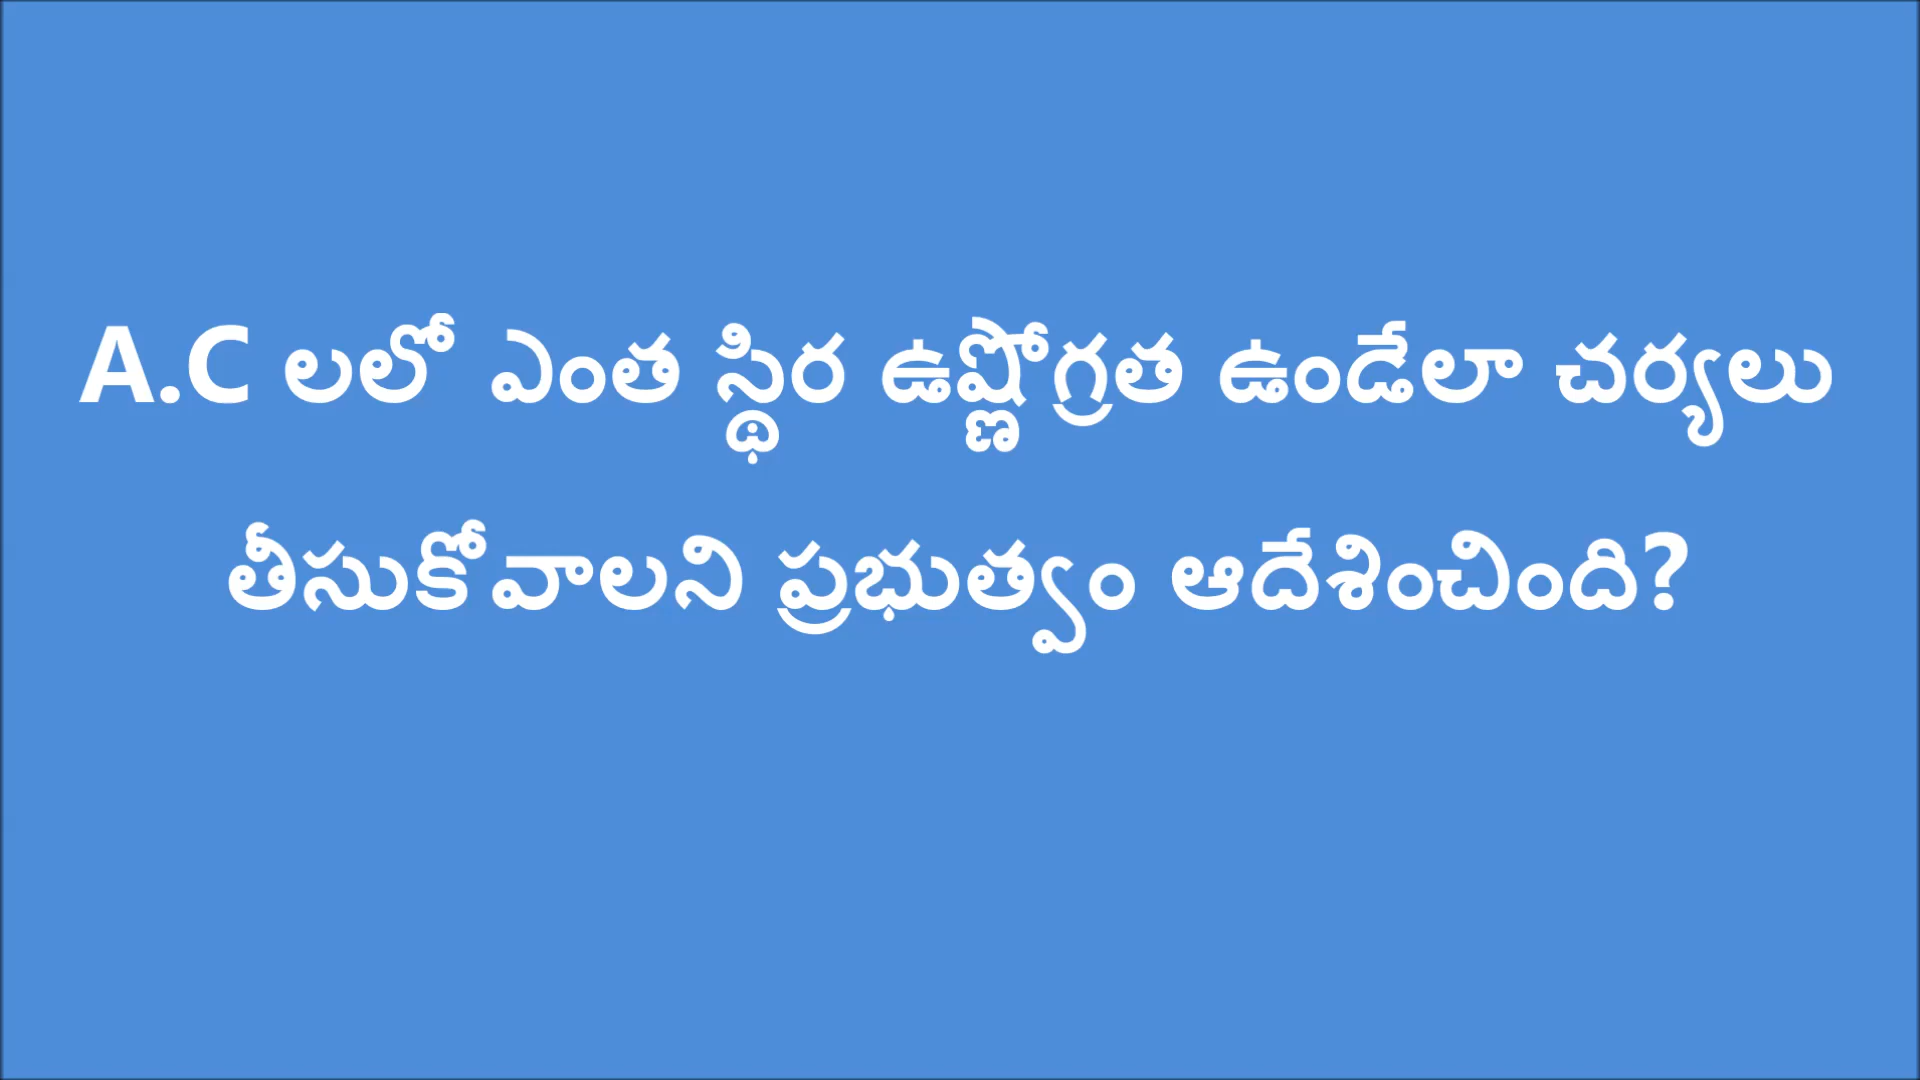 A.C లలో ఎంత స్థిర ఉష్ణోగ్రత ఉండేలా చర్యలు
తీసుకోవాలని ప్రభుత్వం ఆదేశించింది?